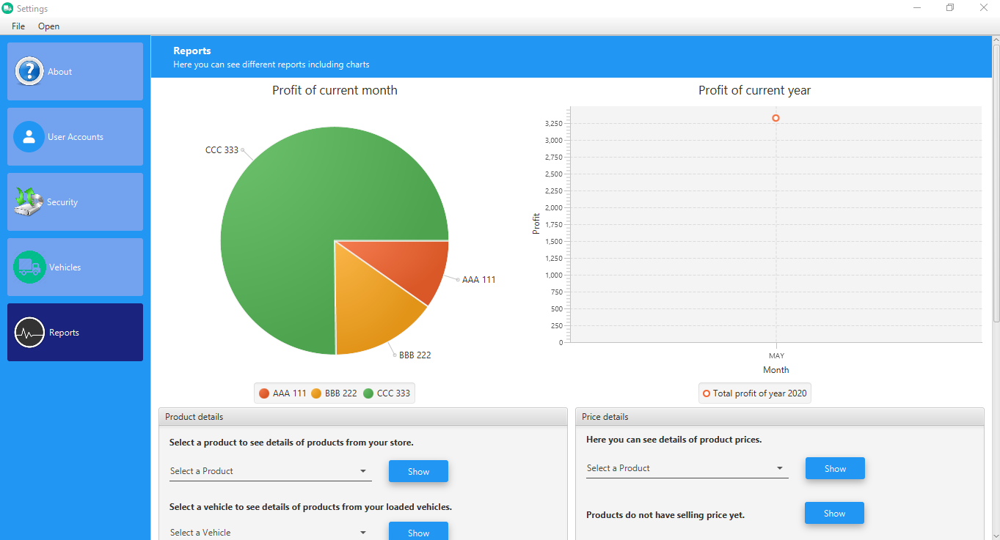 Settings
File Open
About
User Accounts
Security
Vehicles
Reports
Reports
Here you can see different reports including charts
Profit of current month
CCC 333
AAA 111
BBB 222
AAA 111 BBB 222 CCC 333
Profit of current year
Profit
3,250
3,000
2,750
2,500
2,250
2,000
1,750
1,500
1,250
1,000
750
500
250
0
MAY
Month
Total profit of year 2020
Product details
Select a product to see details of products from your store.
Select a Product Show
Select a vehicle to see details of products from your loaded vehicles.
Select a Vehicle Show
Price details
Here you can see details of product prices.
Select a Product Show
Products do not have selling price yet. Show